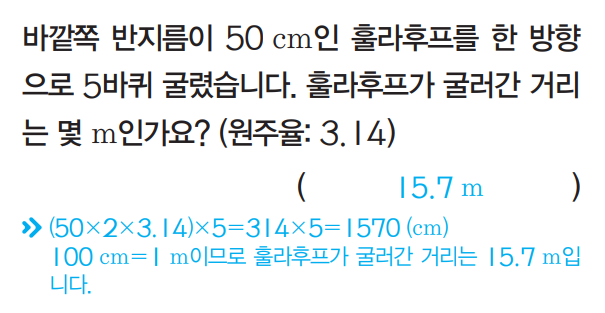 바깥쪽 반지름이 50 cm인 훌라후프를 한 방향
으로 5바퀴 굴렸습니다. 훌라후프가 굴러간 거리
는 몇 m인가요? (원주율: 3.14)
( 15.7 m )
» (50×2×3.14)×5=314×5=1570 (cm)
100 cm=1 m이므로 훌라후프가 굴러간 거리는 15.7 m입
니다.